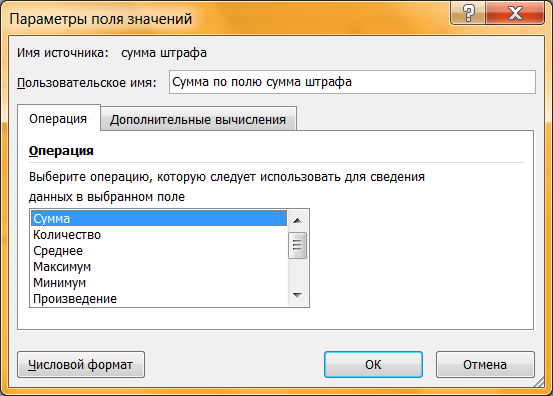 Параметры поля значений
Имя источника: сумма штрафа
Пользовательское имя: Сумма по полю сумма штрафа
Операция Дополнительные вычисления
Операция
Выберите операцию, которую следует использовать для сведения
данных в выбранном поле
Сумма
Количество
Среднее
Максимум
Минимум
Произведение
Числовой формат ОК Отмена